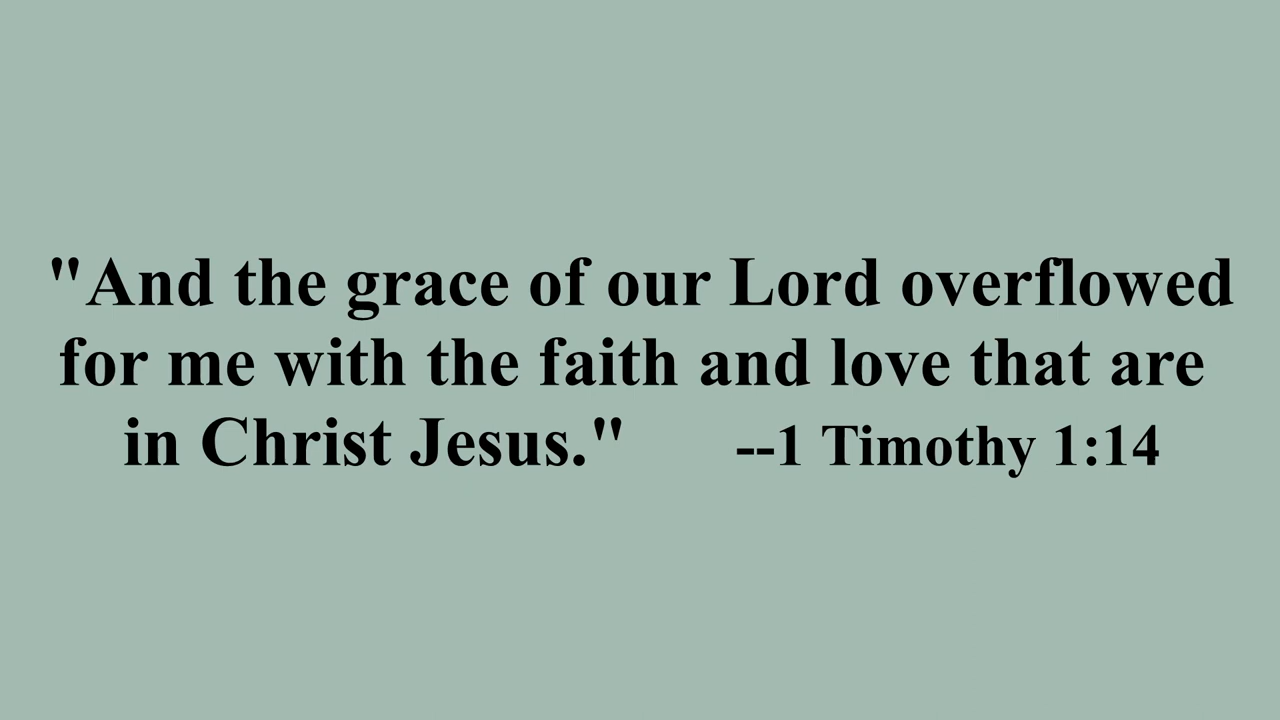 "And the grace of our Lord overflowed
for me with the faith and love that are
in Christ Jesus." --1 Timothy 1:14